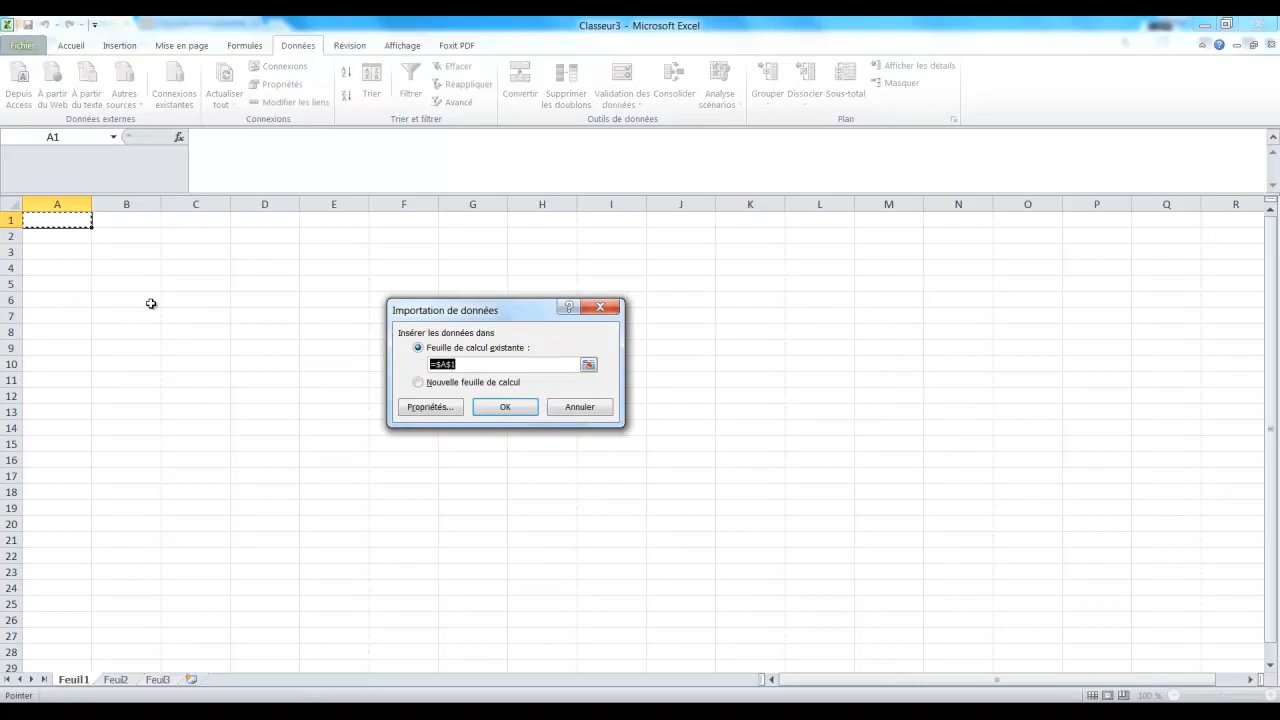 Classeur3 - Microsoft Excel
Fichier Accueil Insertion Mise en page Formules Données Révision Affichage Foxit PDF
Depuis Access
À partir du Web
À partir du texte
Autres sources
Connexions existantes
Données externes
Actualiser tout
Connexions
Propriétés
Modifier les liens
Connexions
Trier
Filtrer
Effacer
Réappliquer
Avancé
Trier et filtrer
Convertir
Supprimer les doublons
Validation des données
Consolider
Analyse scénarios
Outils de données
Grouper
Dissocier
Sous-total
Afficher les détails
Masquer
Plan
A1 fx
A B C D E F G H I J K L M N O P Q R
1
2
3
4
5
6
7
8
9
10
11
12
13
14
15
16
17
18
19
20
21
22
23
24
25
26
27
28
29
Importation de données
Insérer les données dans
Feuille de calcul existante :
=$A$1
Nouvelle feuille de calcul
Propriétés... OK Annuler
Feuil1 Feuil2 Feuil3
Pointer 100 %